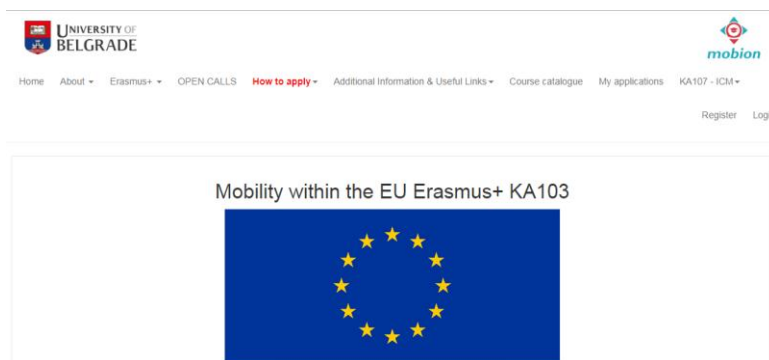 UNIVERSITY OF
BELGRADE
mobion
Home About Erasmus+ OPEN CALLS How to apply Additional Information & Useful Links Course catalogue My applications KA107 - ICM
Register Logi
Mobility within the EU Erasmus+ KA103